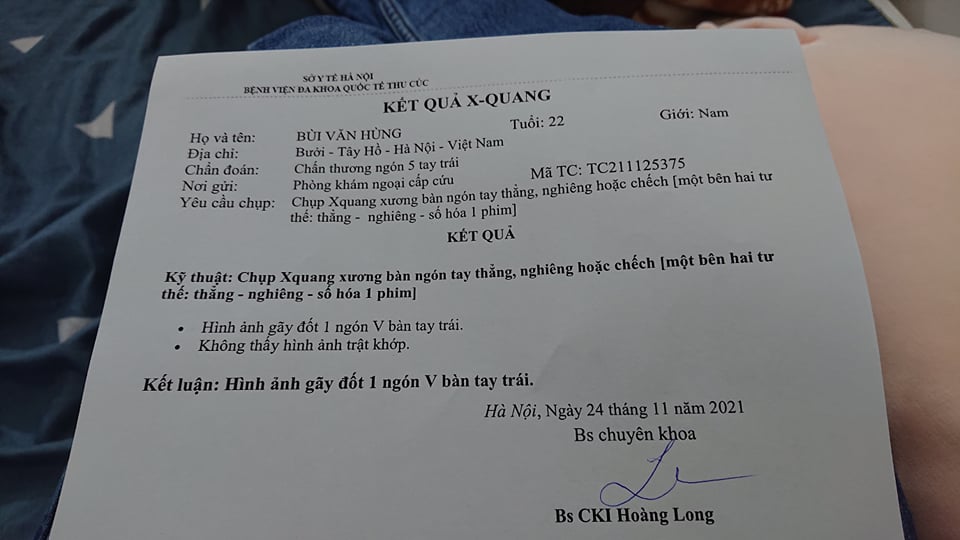 SỞ Y TẾ HÀ NỘI
BỆNH VIỆN ĐA KHOA QUỐC TẾ THU CÚC
KẾT QUẢ X-QUANG
Họ và tên: BÙI VĂN HÙNG Tuổi: 22 Giới: Nam
Địa chỉ: Bưởi - Tây Hồ - Hà Nội - Việt Nam
Chẩn đoán: Chấn thương ngón 5 tay trái
Nơi gửi: Phòng khám ngoại cấp cứu Mã TC: TC211125375
Yêu cầu chụp: Chụp Xquang xương bàn ngón tay thẳng, nghiêng hoặc chếch [một bên hai tư
thế: thẳng - nghiêng - số hóa 1 phim]
KẾT QUẢ
Kỹ thuật: Chụp Xquang xương bàn ngón tay thẳng, nghiêng hoặc chếch [một bên hai tư
thế: thẳng - nghiêng - số hóa 1 phim]
• Hình ảnh gãy đốt 1 ngón V bàn tay trái.
• Không thấy hình ảnh trật khớp.
Kết luận: Hình ảnh gãy đốt 1 ngón V bàn tay trái.
Hà Nội, Ngày 24 tháng 11 năm 2021
Bs chuyên khoa
Bs CKI Hoàng Long